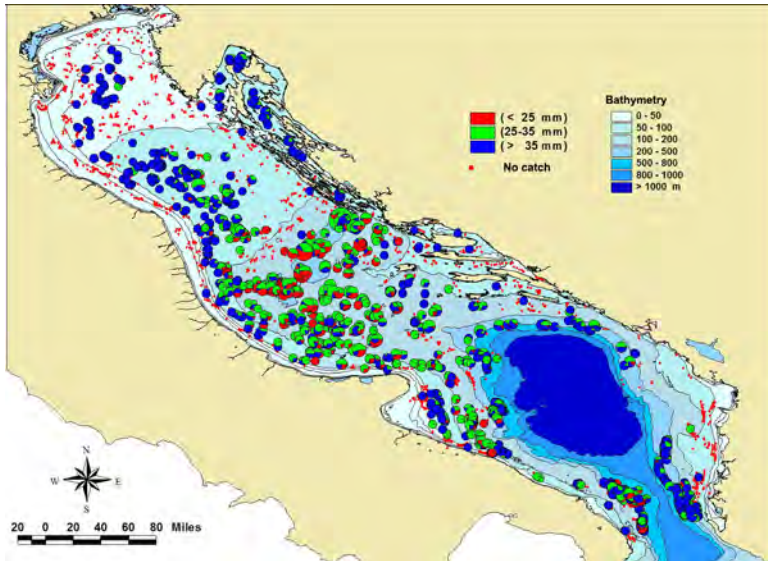 Bathymetry
(< 25 mm)
(25-35 mm)
(> 35 mm)
No catch
0 - 50
50 - 100
100 - 200
200 - 500
500 - 800
800 - 1000
> 1000 m
N
W E
S
20 0 20 40 60 80 Miles